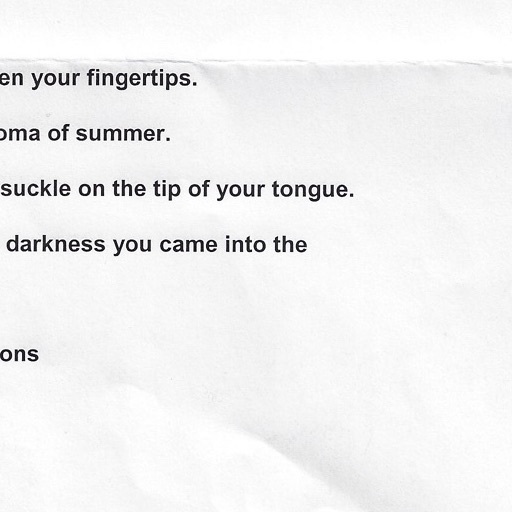 en your fingertips.
oma of summer.
suckle on the tip of your tongue.
darkness you came into the
ons